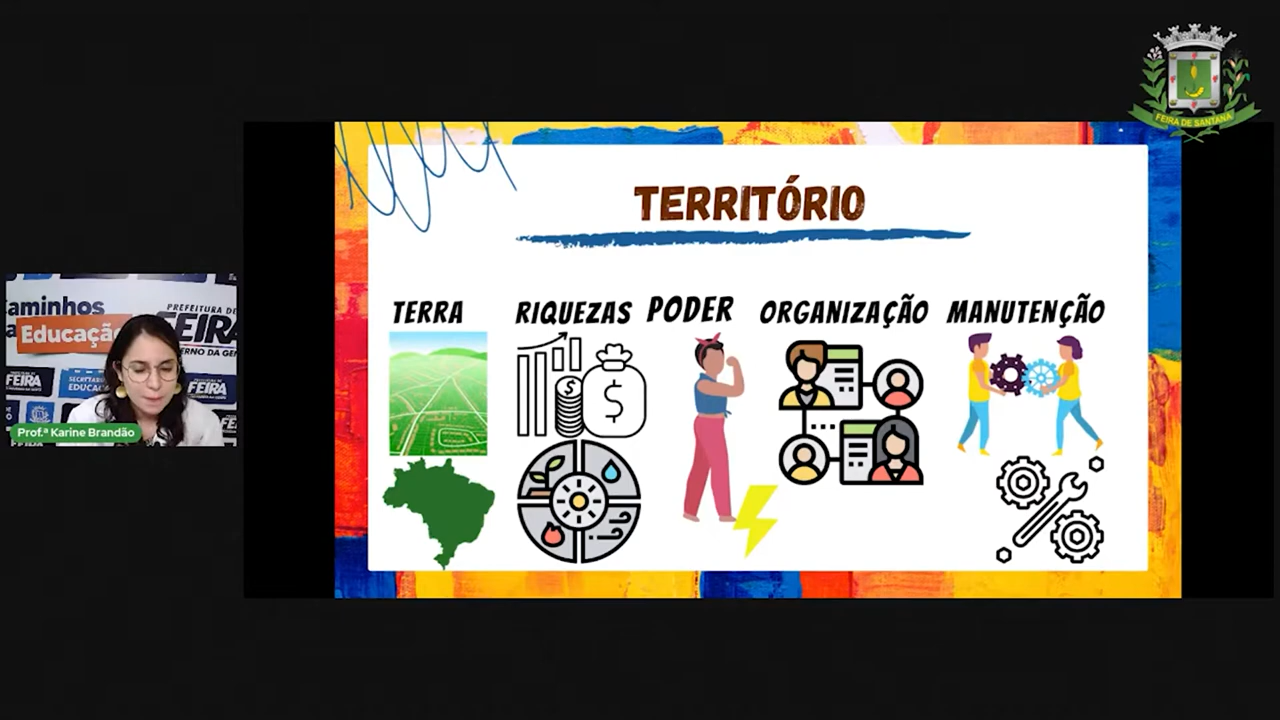 FEIRA DE SANTANA
TERRITÓRIO
TERRA
RIQUEZAS
PODER
ORGANIZAÇÃO
MANUTENÇÃO
$
$
aminhos
Educação
PREFEITURA DE
FEIRA
FEIRA
FEIRA
Prof.ª Karine Brandão